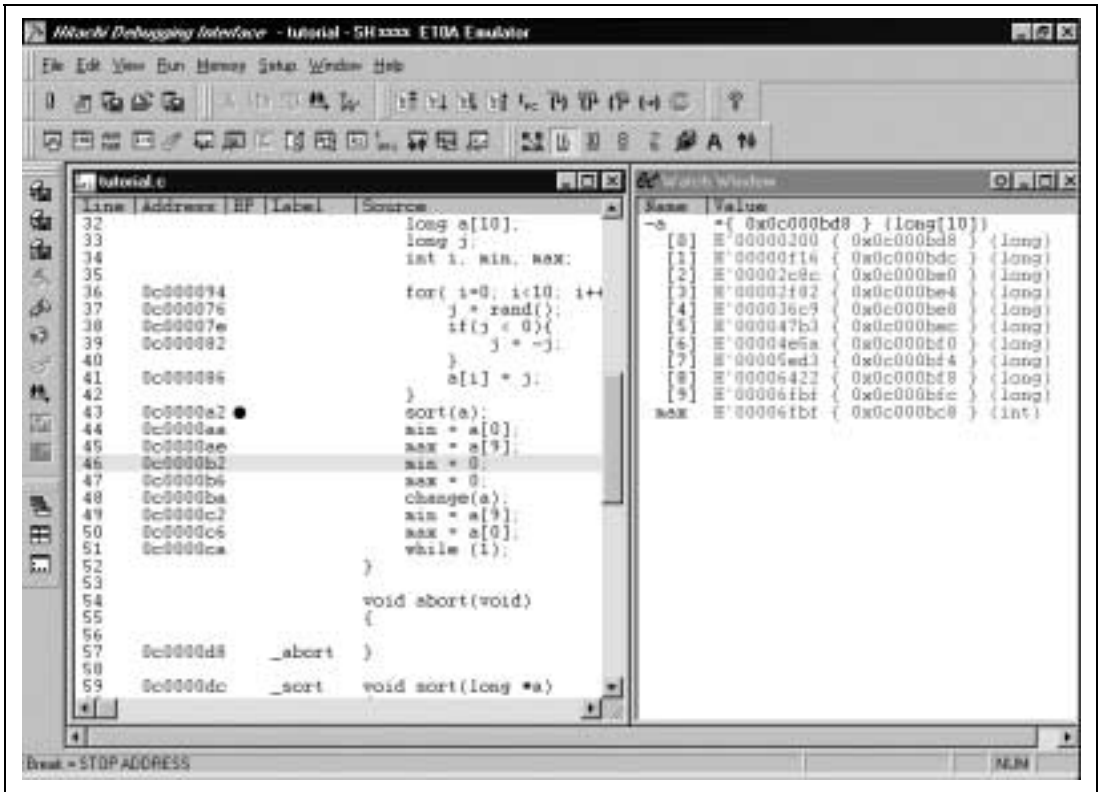 Hitachi Debugging Interface - tutorial - SHxxxx E10A Emulator
File Edit View Run Memory Setup Window Help
tutorial.c
Line Address BP Label Source
32 long a[10];
33 long j;
34 int i, min, max;
35
36 0c000094 for( i=0; i<10; i++
37 0c000076 j = rand();
38 0c00007e if(j < 0){
39 0c000082 j = -j;
40 }
41 0c000086 a[i] = j;
42 }
43 0c0000a2 ● sort(a);
44 0c0000aa min = a[0];
45 0c0000ae max = a[9];
46 0c0000b2 min = 0;
47 0c0000b6 max = 0;
48 0c0000ba change(a);
49 0c0000c2 min = a[9];
50 0c0000c6 max = a[0];
51 0c0000ca while (1);
52 }
53
54 void abort(void)
55 {
56
57 0c0000d8 _abort }
58
59 0c0000dc _sort void sort(long *a)
Watch Window
Name Value
-a ={ 0x0c000bd8 } (long[10])
[0] H'00000200 { 0x0c000bd8 } (long)
[1] H'00000f16 { 0x0c000bdc } (long)
[2] H'00002c8c { 0x0c000be0 } (long)
[3] H'00002f82 { 0x0c000be4 } (long)
[4] H'000036c9 { 0x0c000be8 } (long)
[5] H'000047b3 { 0x0c000bec } (long)
[6] H'00004e5a { 0x0c000bf0 } (long)
[7] H'00005ed3 { 0x0c000bf4 } (long)
[8] H'00006422 { 0x0c000bf8 } (long)
[9] H'00006fbf { 0x0c000bfc } (long)
max H'00006fbf { 0x0c000bc8 } (int)
Break = STOP ADDRESS
NUM